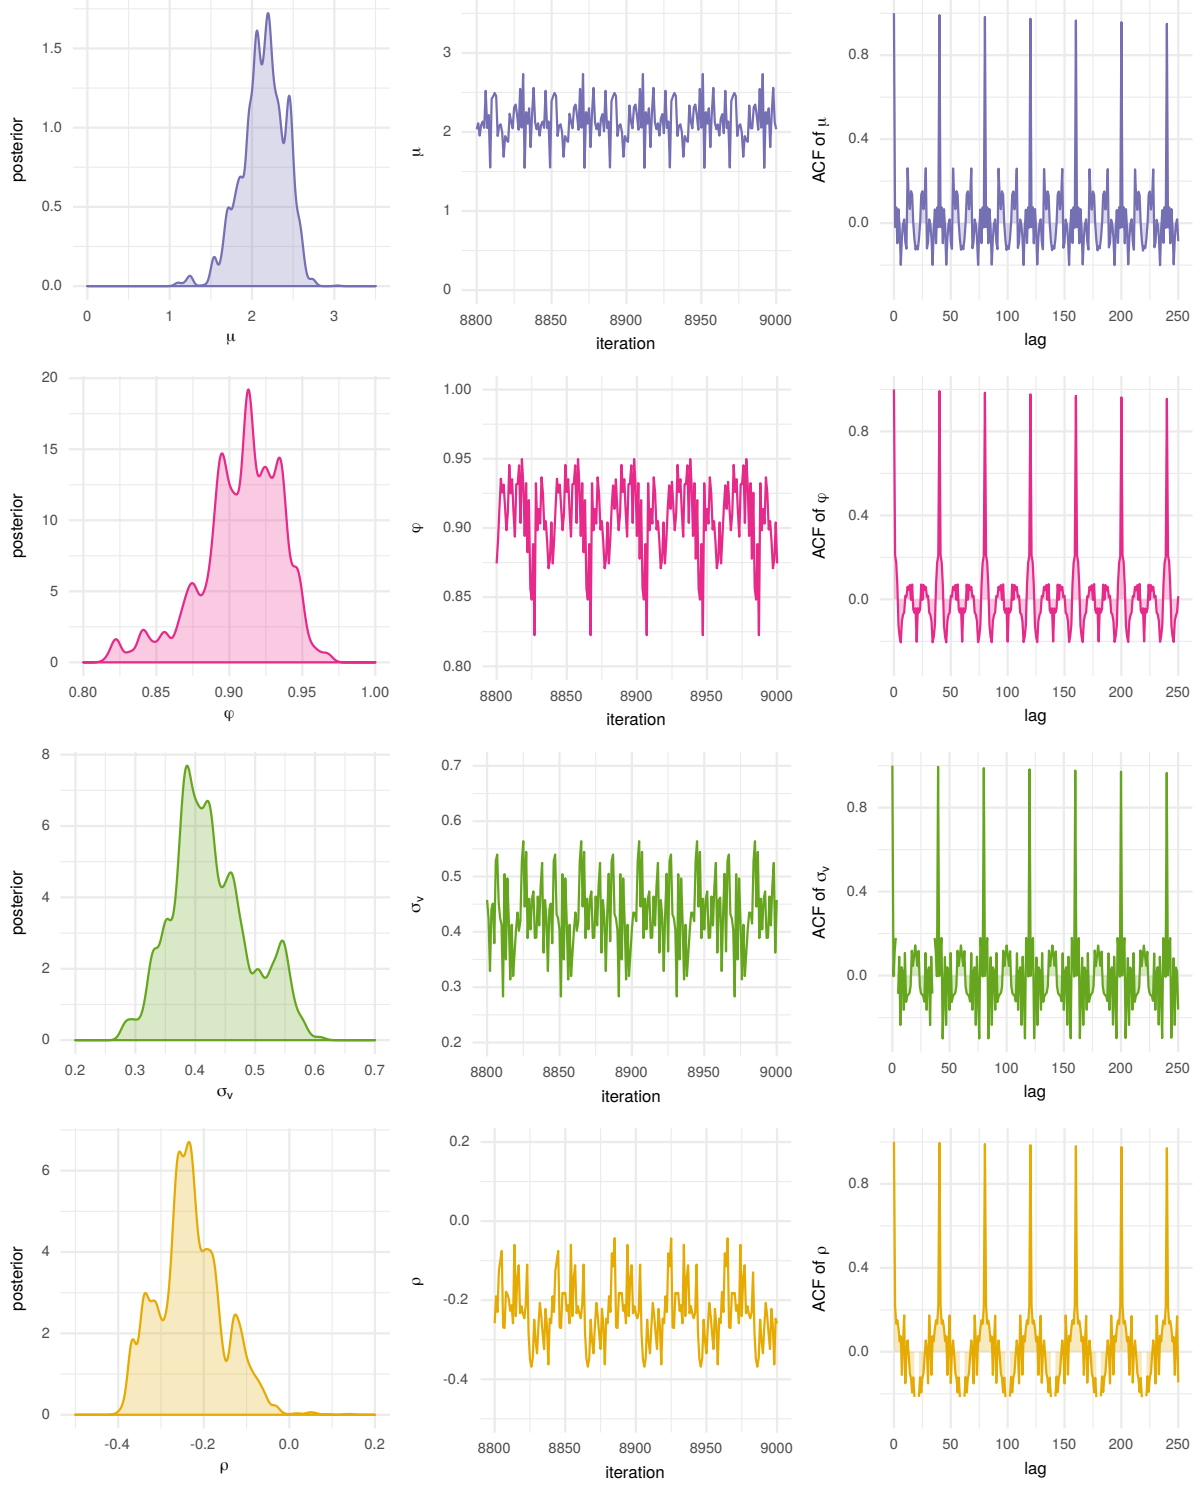 posterior
1.5
1.0
0.5
0.0
0 1 2 3
μ
μ
3
2
1
0
8800 8850 8900 8950 9000
iteration
ACF of μ
0.8
0.4
0.0
0 50 100 150 200 250
lag
posterior
20
15
10
5
0
0.80 0.85 0.90 0.95 1.00
φ
φ
1.00
0.95
0.90
0.85
0.80
8800 8850 8900 8950 9000
iteration
ACF of φ
0.8
0.4
0.0
0 50 100 150 200 250
lag
posterior
8
6
4
2
0
0.2 0.3 0.4 0.5 0.6 0.7
σv
σv
0.7
0.6
0.5
0.4
0.3
0.2
8800 8850 8900 8950 9000
iteration
ACF of σv
0.8
0.4
0.0
0 50 100 150 200 250
lag
posterior
6
4
2
0
-0.4 -0.2 0.0 0.2
ρ
ρ
0.2
0.0
-0.2
-0.4
8800 8850 8900 8950 9000
iteration
ACF of ρ
0.8
0.4
0.0
0 50 100 150 200 250
lag